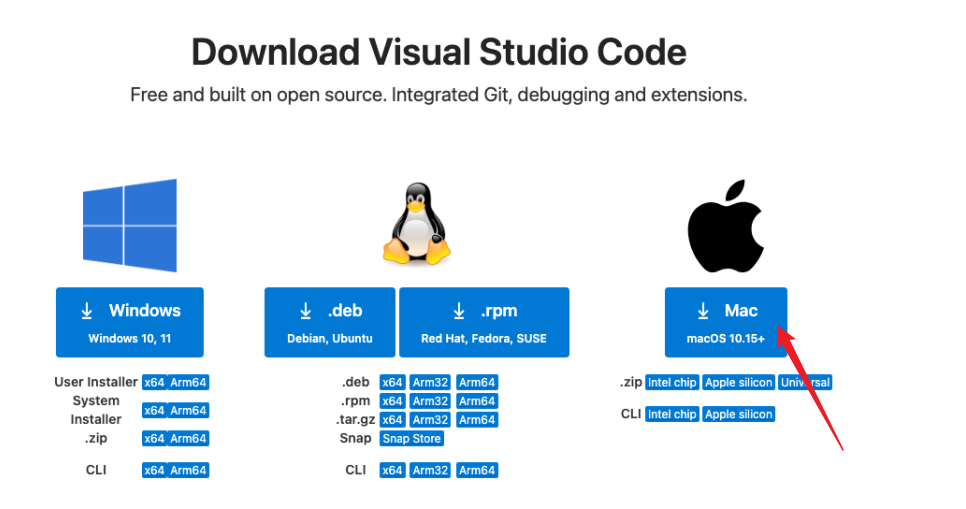 Download Visual Studio Code
Free and built on open source. Integrated Git, debugging and extensions.
Windows
Windows 10, 11
User Installer x64 Arm64
System
Installer x64 Arm64
.zip x64 Arm64
CLI x64 Arm64
.deb
Debian, Ubuntu
.rpm
Red Hat, Fedora, SUSE
.deb x64 Arm32 Arm64
.rpm x64 Arm32 Arm64
.tar.gz x64 Arm32 Arm64
Snap Snap Store
CLI x64 Arm32 Arm64
Mac
macOS 10.15+
.zip Intel chip Apple silicon Universal
CLI Intel chip Apple silicon